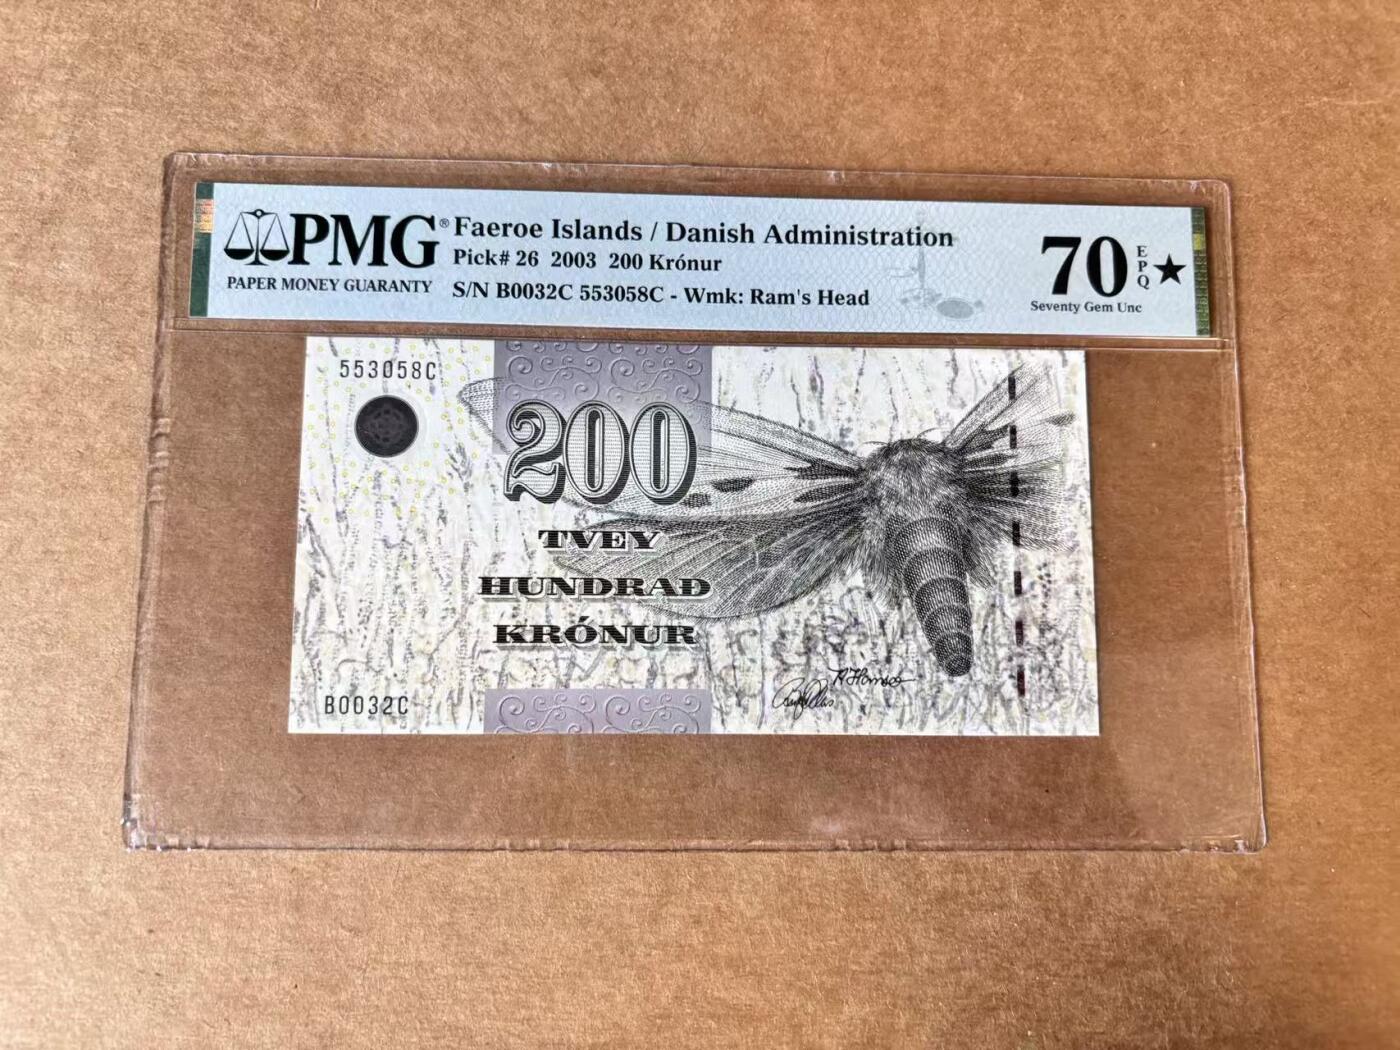 PMG®
PAPER MONEY GUARANTY
Faeroe Islands / Danish Administration
Pick# 26 2003 200 Krónur
S/N B0032C 553058C - Wmk: Ram's Head
70 EPQ ★
Seventy Gem Unc
553058C
200
TVEY
HUNDRAÐ
KRÓNUR
B0032C